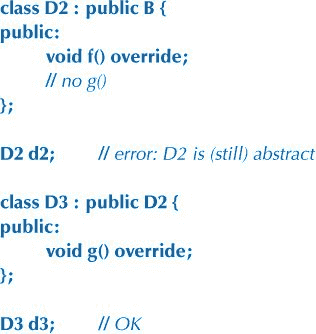 class D2 : public B {
public:
void f() override;
// no g()
};
D2 d2; // error: D2 is (still) abstract
class D3 : public D2 {
public:
void g() override;
};
D3 d3; // OK